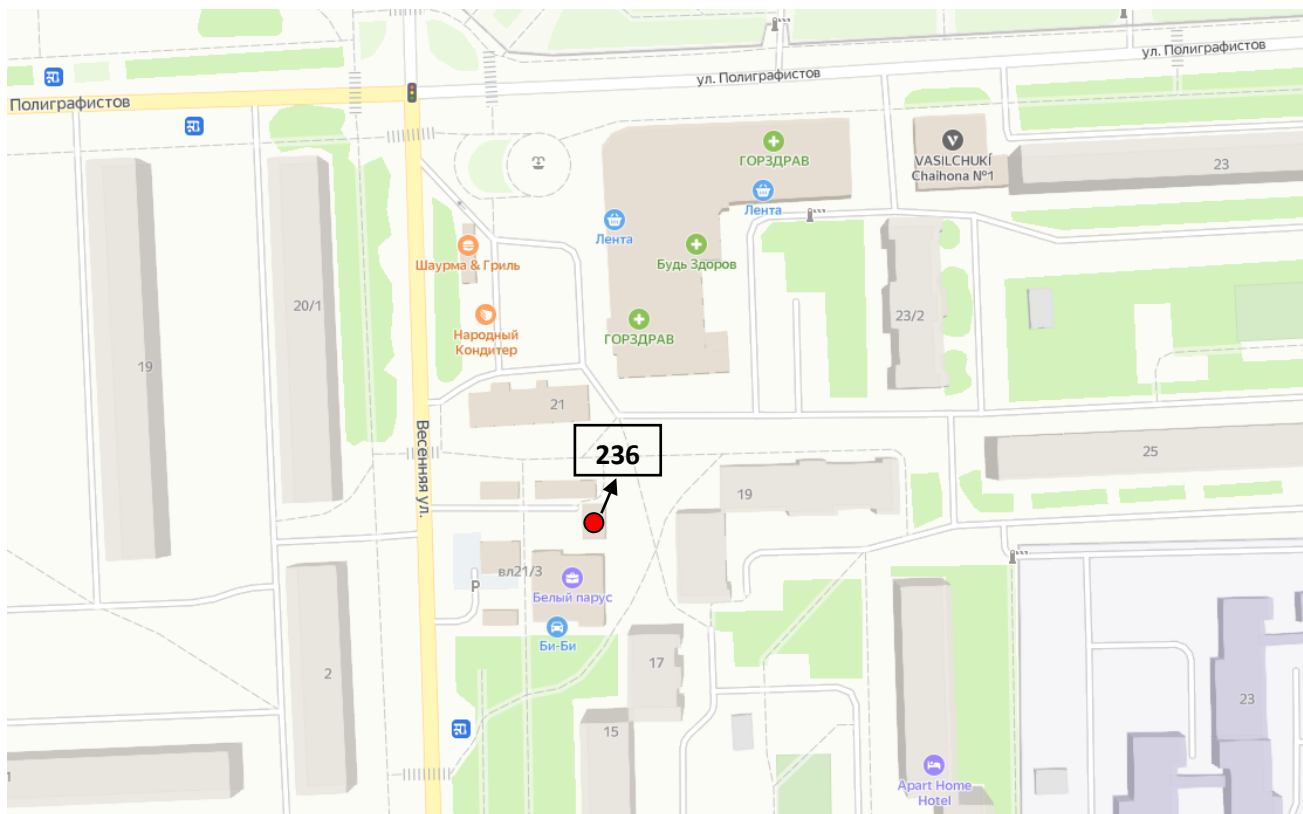 ул. Полиграфистов
ул. Полиграфистов
Полиграфистов
ГОРЗДРАВ
VASILCHUKÍ
Chaihona №1
23
Лента
Лента
Шаурма & Гриль
Будь Здоров
20/1
23/2
Народный
Кондитер
ГОРЗДРАВ
19
21
Весенняя ул.
236
25
19
вл21/3
P
Белый парус
Би-Би
17
2
23
15
1
Apart Home
Hotel